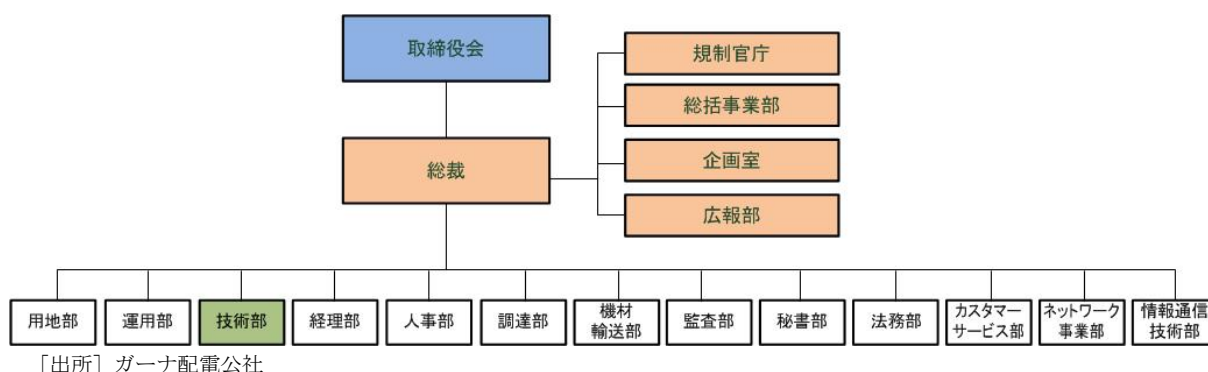 取締役会
総裁
規制官庁
総括事業部
企画室
広報部
用地部
運用部
技術部
経理部
人事部
調達部
機材
輸送部
監査部
秘書部
法務部
カスタマー
サービス部
ネットワーク
事業部
情報通信
技術部
［出所］ガーナ配電公社